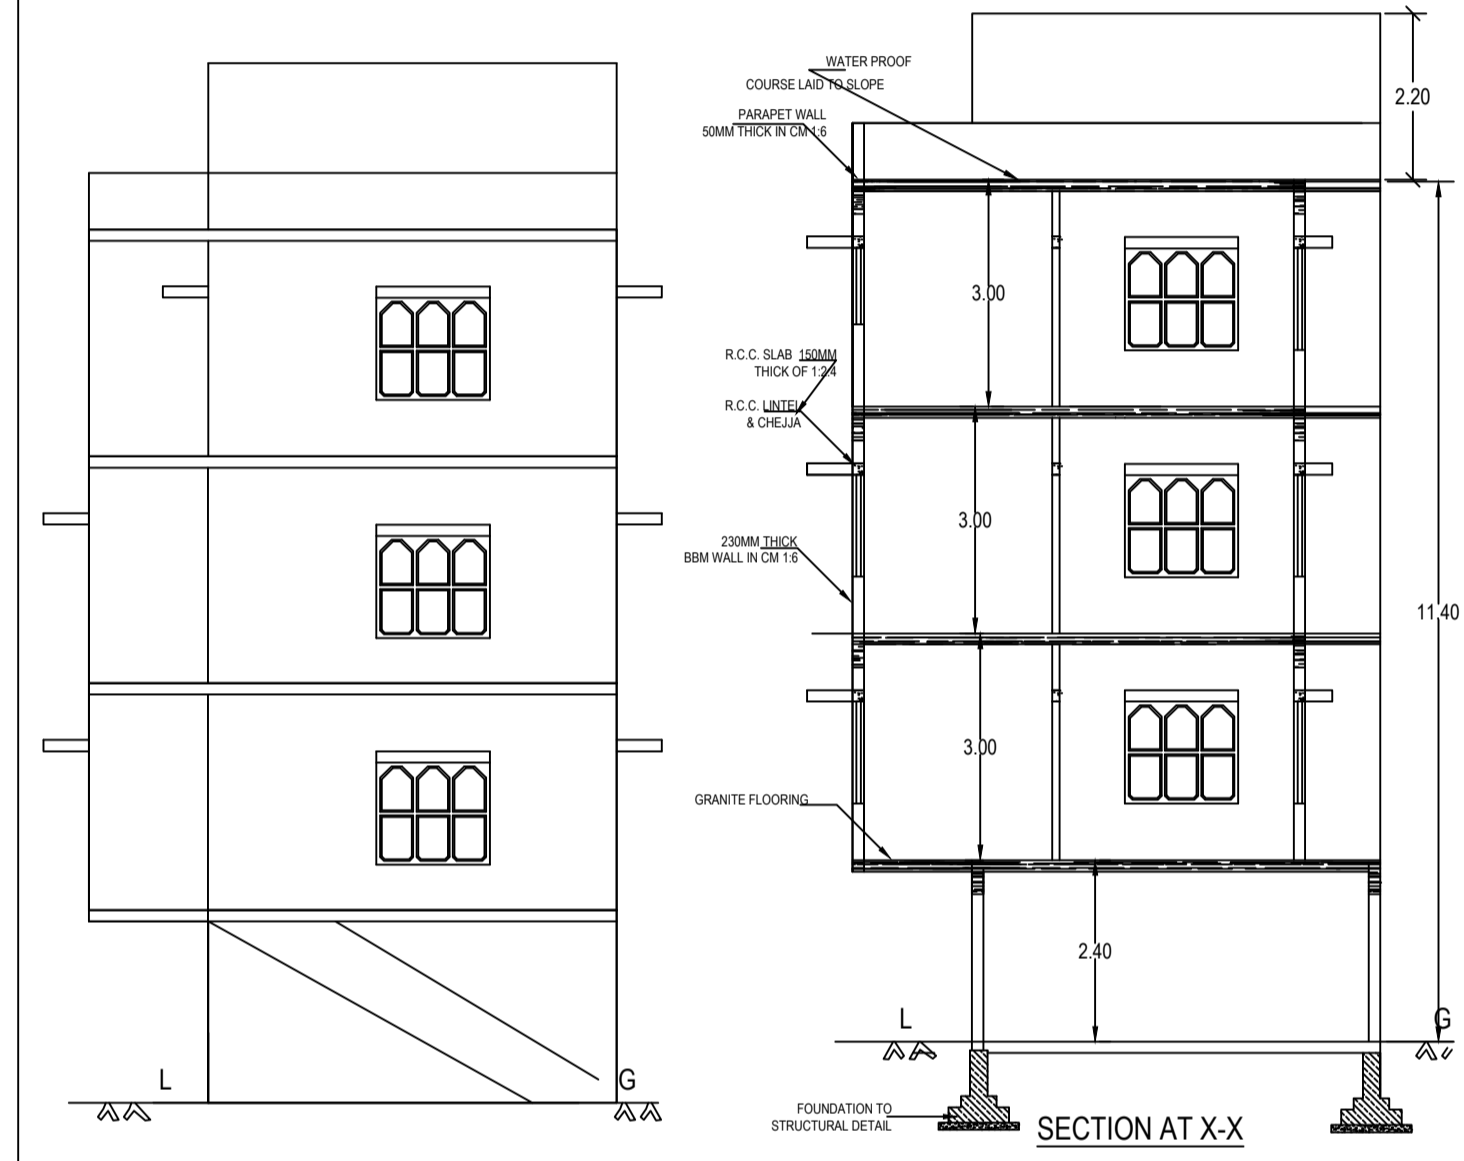 WATER PROOF
COURSE LAID TO SLOPE
PARAPET WALL
50MM THICK IN CM 1:6
2.20
3.00
R.C.C. SLAB 150MM
THICK OF 1:2:4
R.C.C. LINTEL
& CHEJJA
3.00
230MM THICK
BBM WALL IN CM 1:6
11.40
3.00
GRANITE FLOORING
2.40
L
G
L
G
FOUNDATION TO
STRUCTURAL DETAIL
SECTION AT X-X